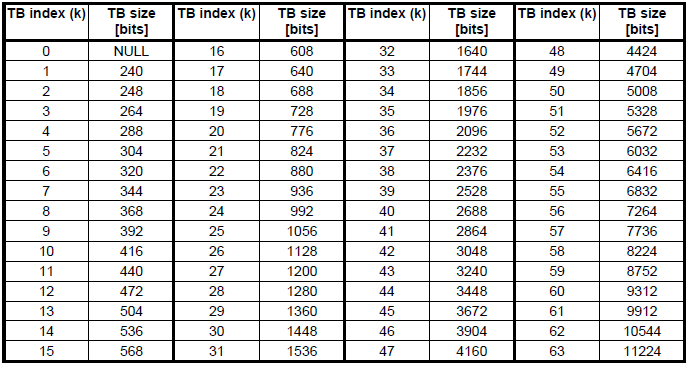 TB index (k) TB size [bits] TB index (k) TB size [bits] TB index (k) TB size [bits] TB index (k) TB size [bits]
0 NULL 16 608 32 1640 48 4424
1 240 17 640 33 1744 49 4704
2 248 18 688 34 1856 50 5008
3 264 19 728 35 1976 51 5328
4 288 20 776 36 2096 52 5672
5 304 21 824 37 2232 53 6032
6 320 22 880 38 2376 54 6416
7 344 23 936 39 2528 55 6832
8 368 24 992 40 2688 56 7264
9 392 25 1056 41 2864 57 7736
10 416 26 1128 42 3048 58 8224
11 440 27 1200 43 3240 59 8752
12 472 28 1280 44 3448 60 9312
13 504 29 1360 45 3672 61 9912
14 536 30 1448 46 3904 62 10544
15 568 31 1536 47 4160 63 11224